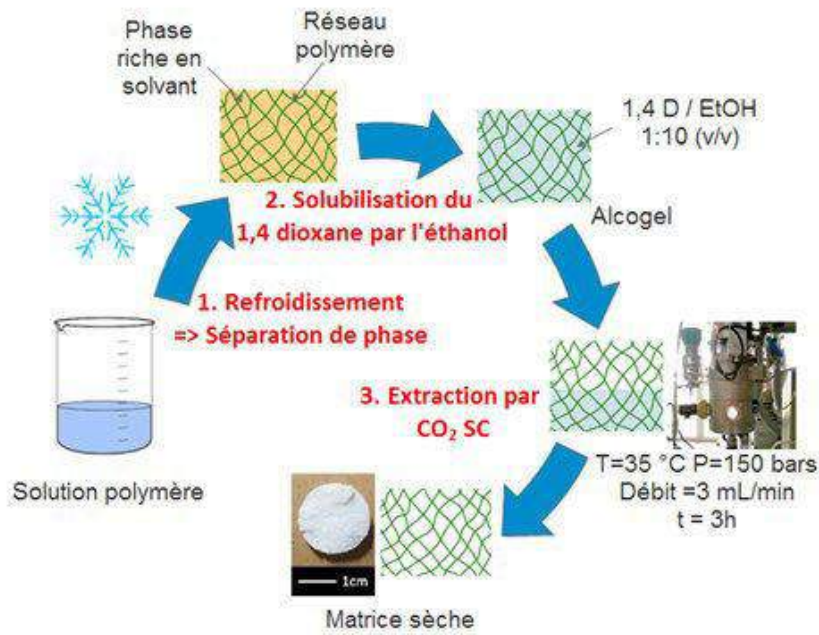 Phase
riche en
solvant
Réseau
polymère
1,4 D / EtOH
1:10 (v/v)
2. Solubilisation du
1,4 dioxane par l'éthanol
Alcogel
1. Refroidissement
=> Séparation de phase
3. Extraction par
CO₂ SC
T=35 °C P=150 bars
Débit =3 mL/min
t = 3h
Solution polymère
1cm
Matrice sèche